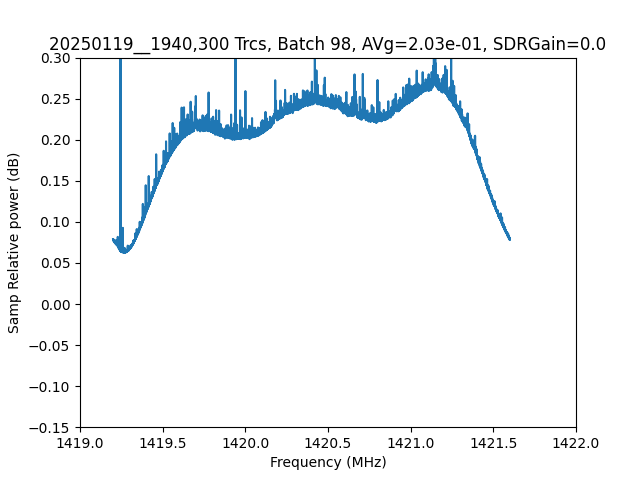 20250119__1940,300 Trcs, Batch 98, AVg=2.03e-01, SDRGain=0.0
0.30
0.25
0.20
0.15
0.10
0.05
0.00
−0.05
−0.10
−0.15
Samp Relative power (dB)
1419.0 1419.5 1420.0 1420.5 1421.0 1421.5 1422.0
Frequency (MHz)